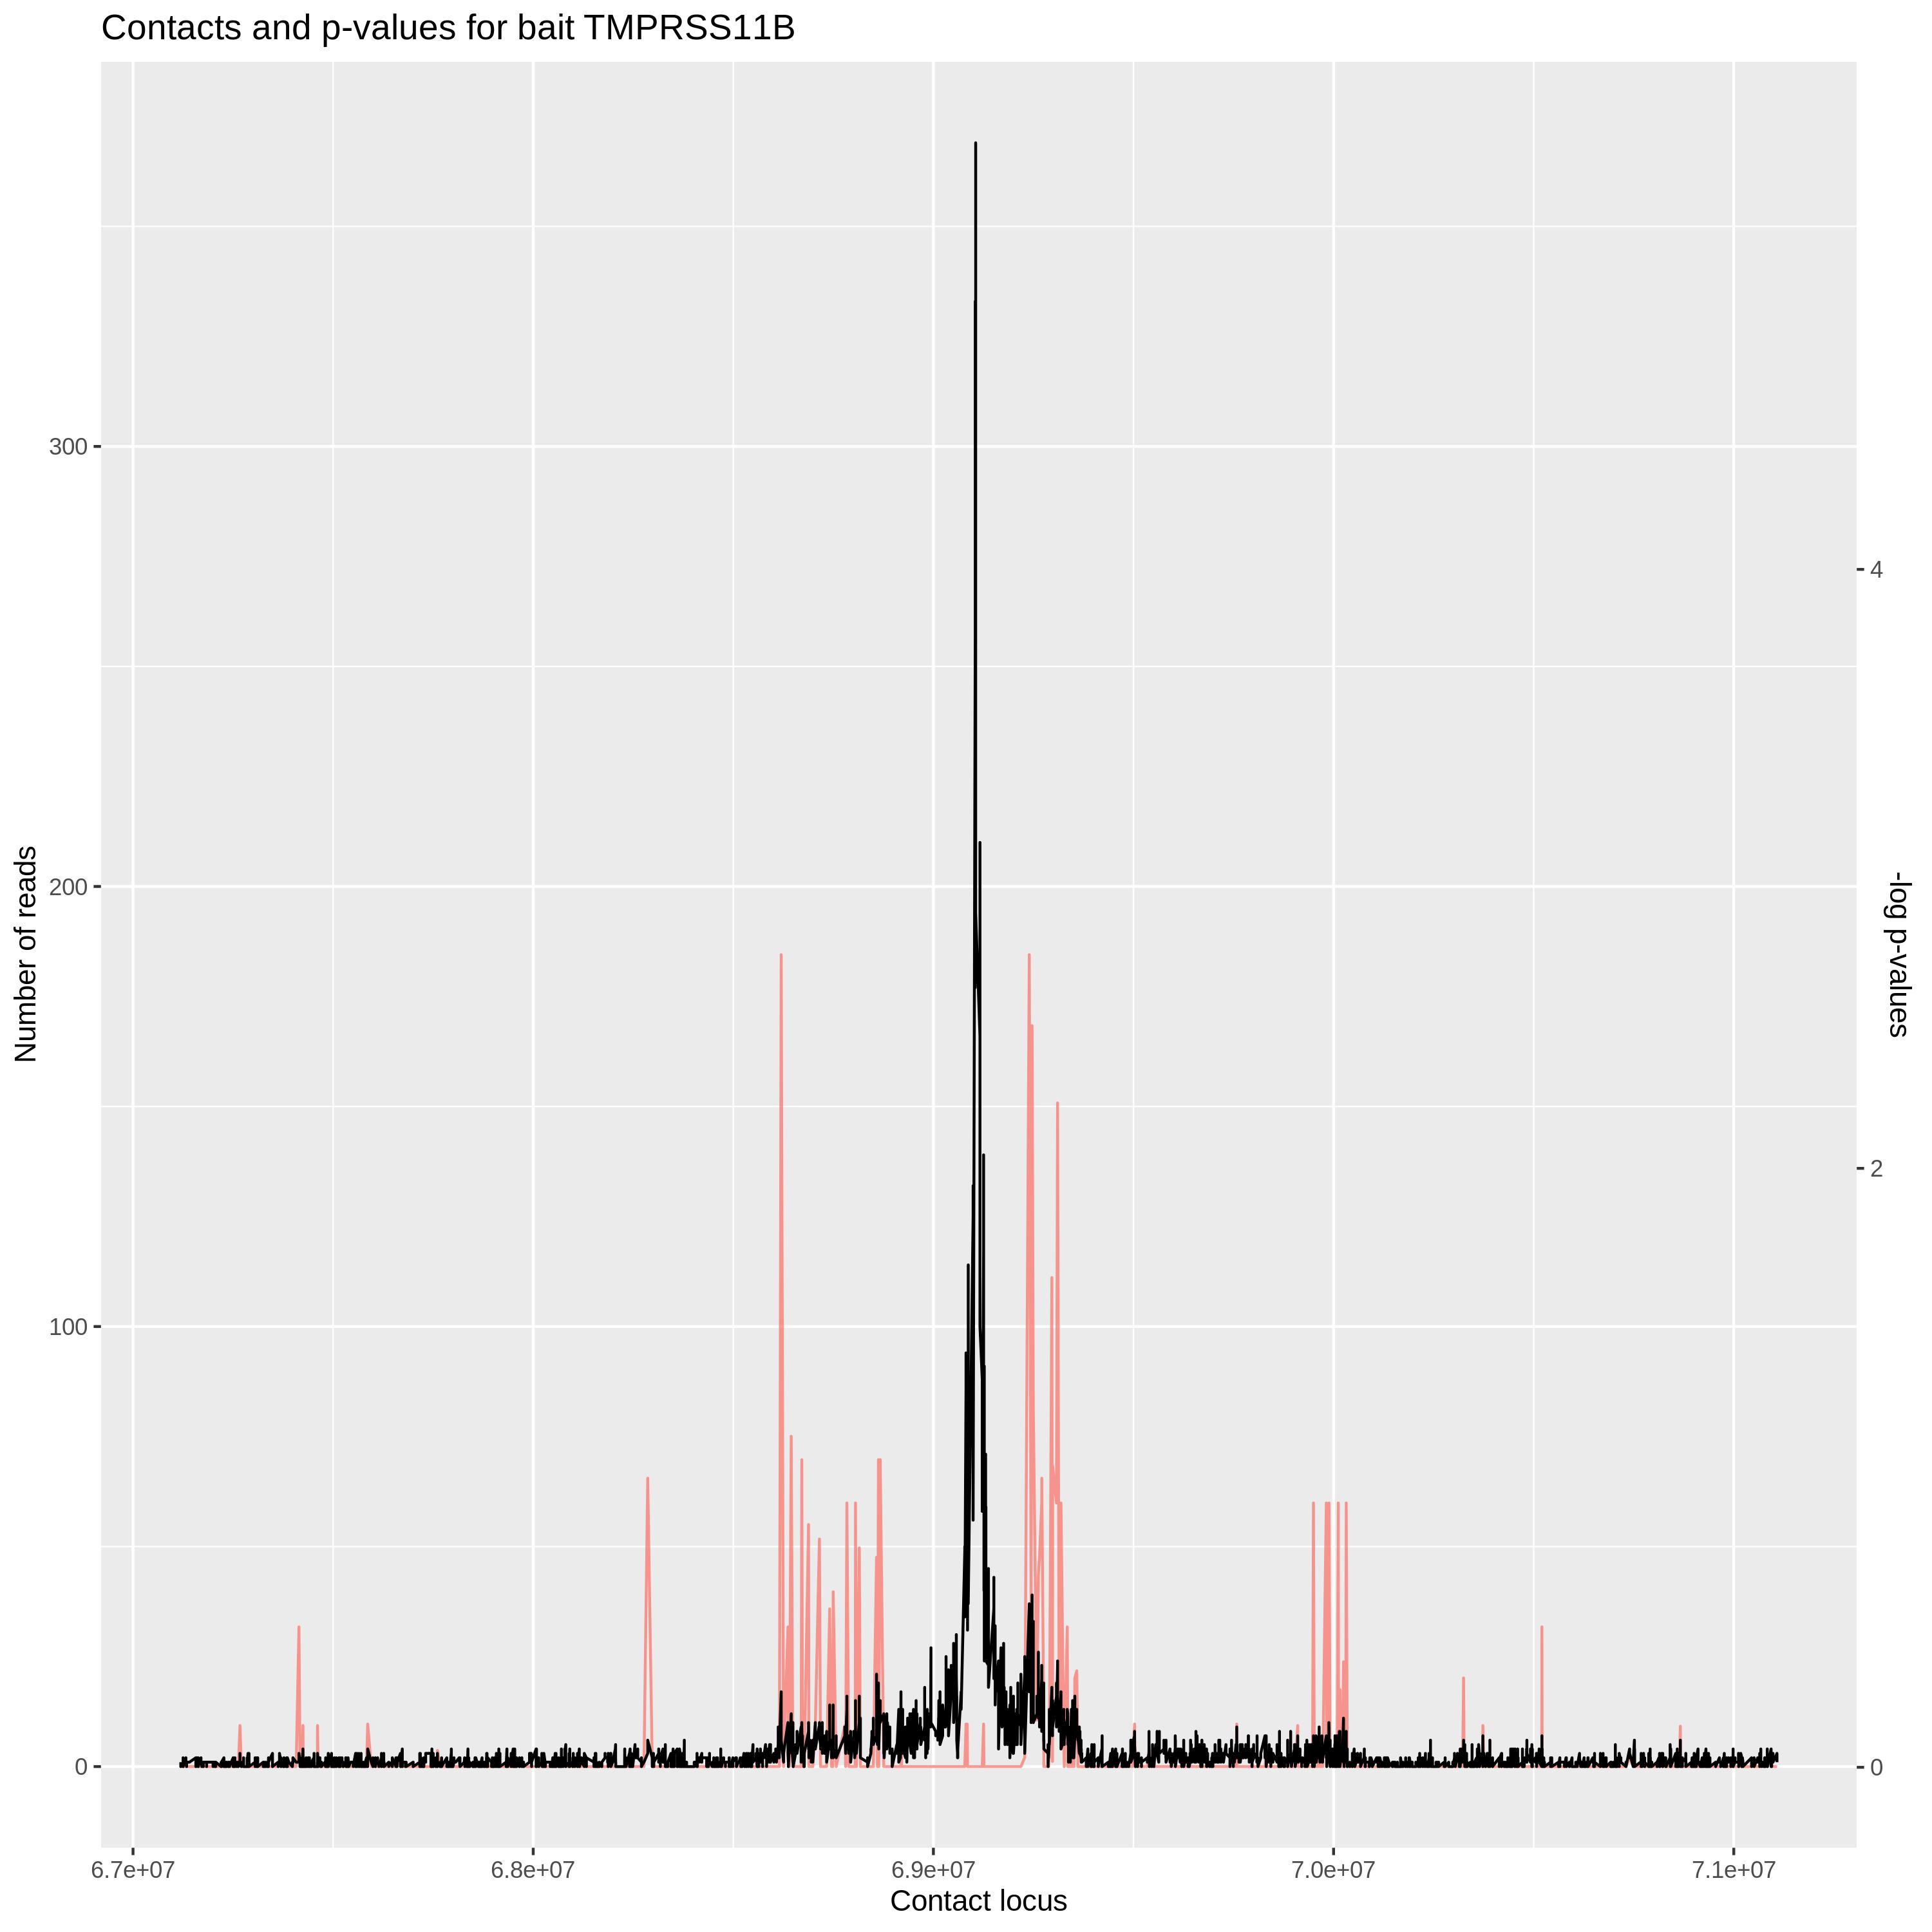 Contacts and p-values for bait TMPRSS11B
Number of reads
300
200
100
0
4
2
0
-log p-values
6.7e+07 6.8e+07 6.9e+07 7.0e+07 7.1e+07
Contact locus